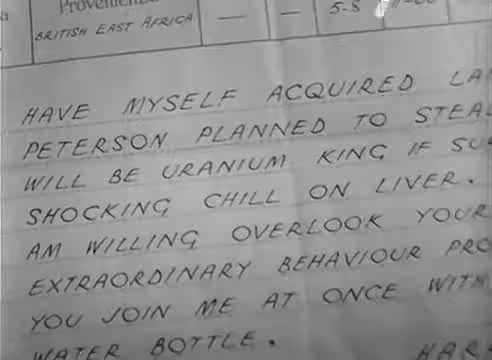 BRITISH EAST AFRICA — — 5-8
HAVE MYSELF ACQUIRED
PETERSON PLANNED TO
WILL BE URANIUM KING IF
SHOCKING CHILL ON LIVER.
AM WILLING OVERLOOK YOUR
EXTRAORDINARY BEHAVIOUR
YOU JOIN ME AT ONCE WITH
WATER BOTTLE.